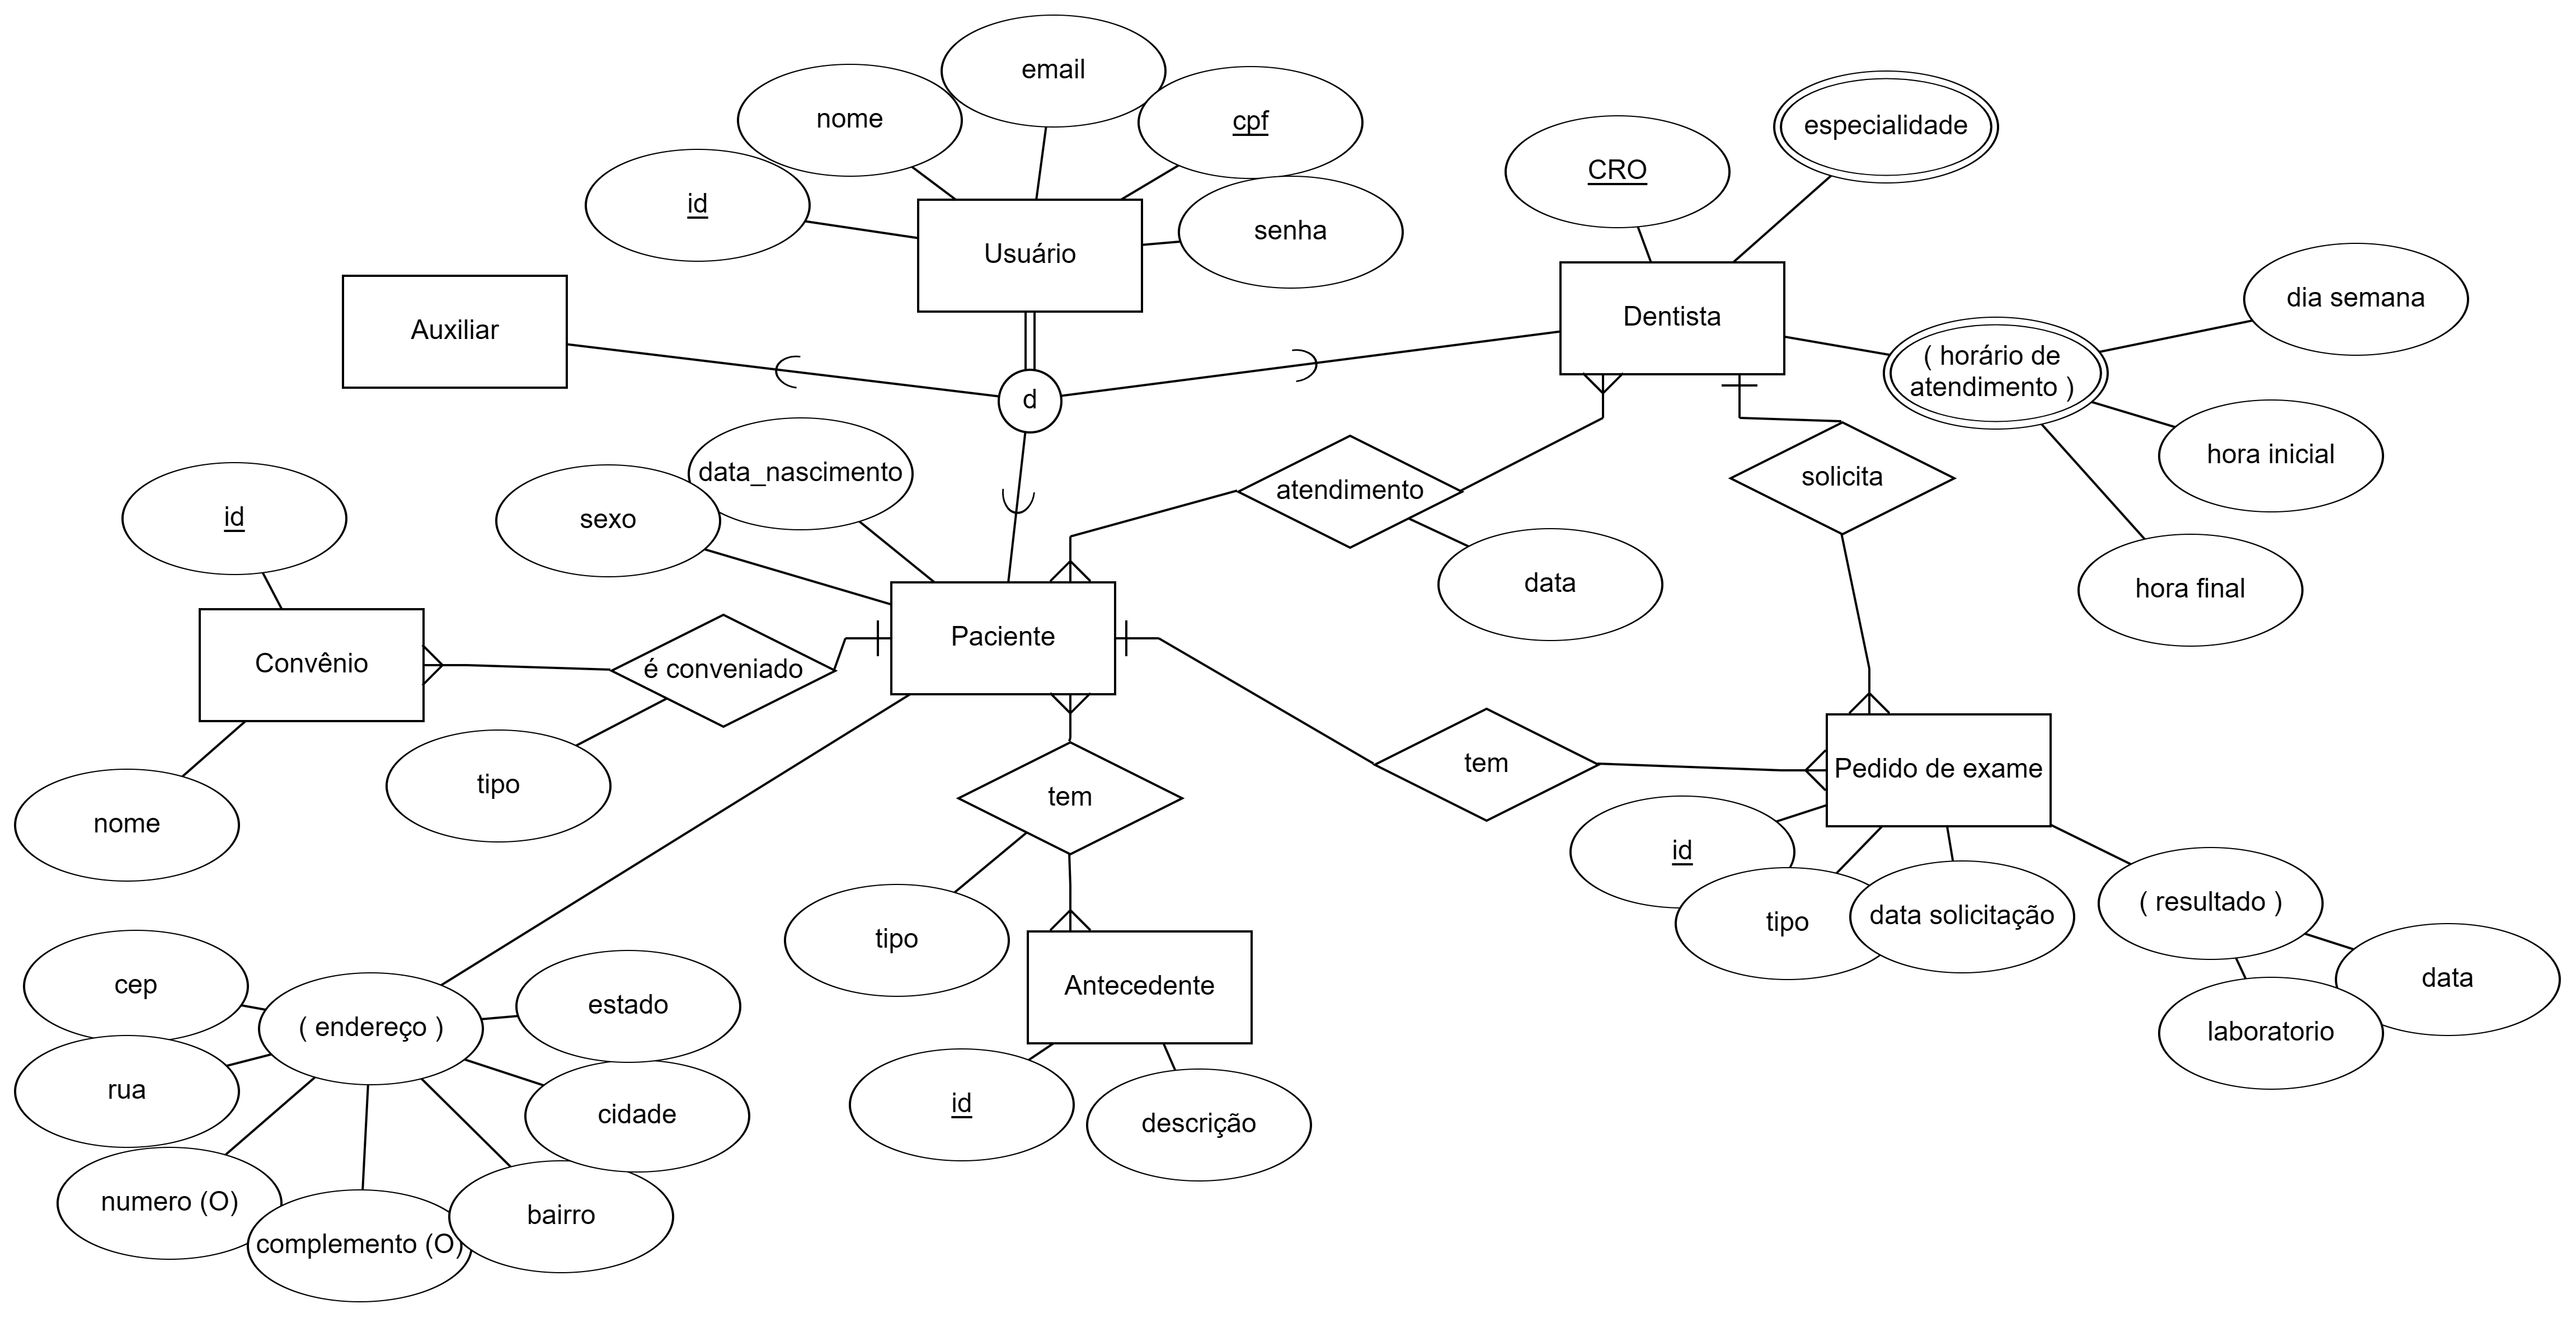 email
nome
cpf
especialidade
CRO
id
senha
Usuário
dia semana
Auxiliar
Dentista
( horário de
atendimento )
d
hora inicial
data_nascimento
sexo
atendimento
solicita
id
data
hora final
Convênio
é conveniado
Paciente
tipo
nome
tem
tem
Pedido de exame
id
tipo
data solicitação
( resultado )
tipo
data
laboratorio
Antecedente
cep
( endereço )
estado
rua
cidade
id
descrição
numero (O)
complemento (O)
bairro